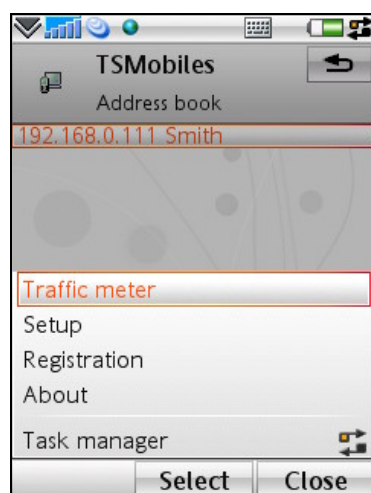 TSMobiles
Address book
192.168.0.111 Smith
Traffic meter
Setup
Registration
About
Task manager
Select Close